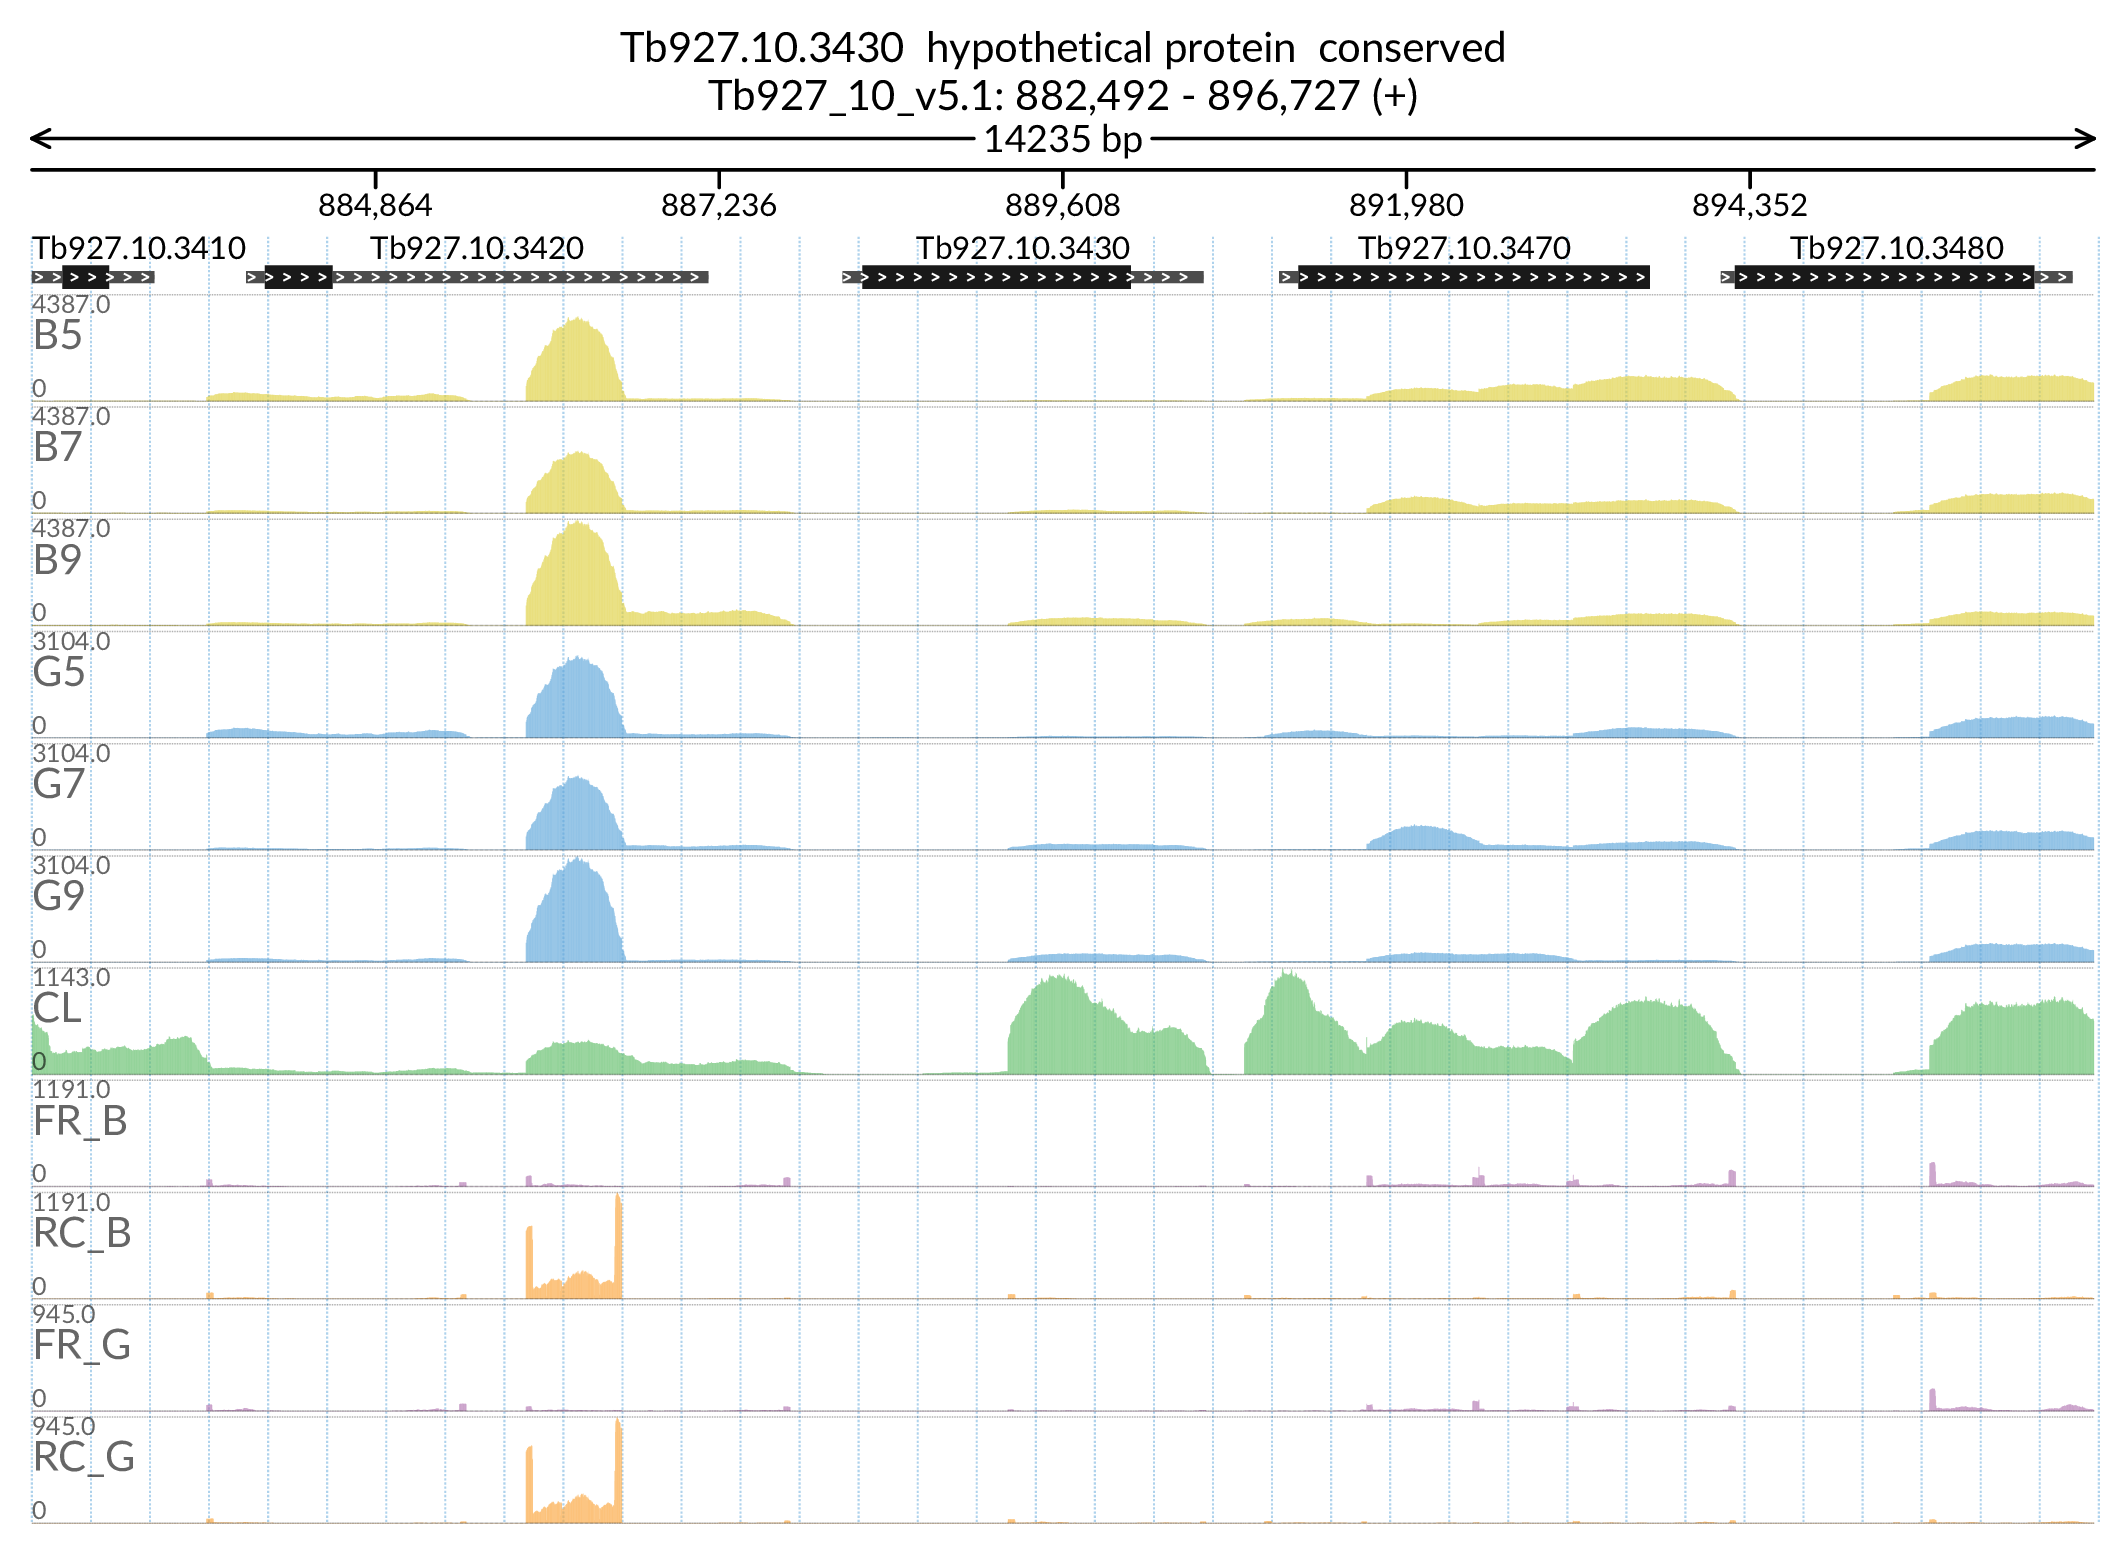 Tb927.10.3430 hypothetical protein conserved
Tb927_10_v5.1: 882,492 - 896,727 (+)
14235 bp
884,864 887,236 889,608 891,980 894,352
Tb927.10.3410 Tb927.10.3420 Tb927.10.3430 Tb927.10.3470 Tb927.10.3480
4387.0
B5
0
4387.0
B7
0
4387.0
B9
0
3104.0
G5
0
3104.0
G7
0
3104.0
G9
0
1143.0
CL
0
1191.0
FR_B
0
1191.0
RC_B
0
945.0
FR_G
0
945.0
RC_G
0